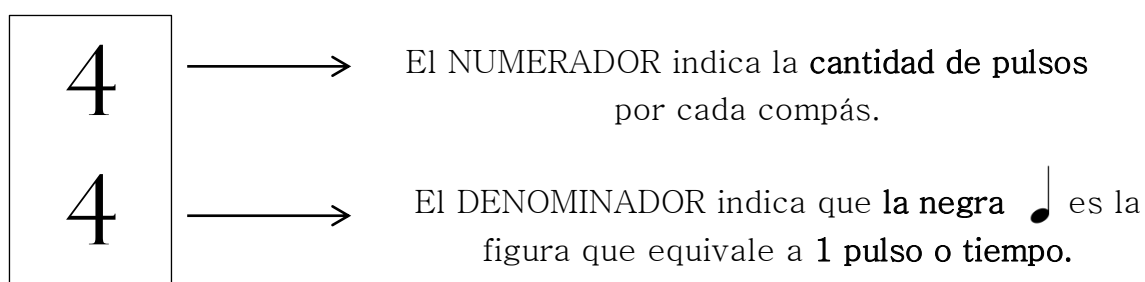 4
El NUMERADOR indica la cantidad de pulsos
por cada compás.
4
El DENOMINADOR indica que la negra es la
figura que equivale a 1 pulso o tiempo.